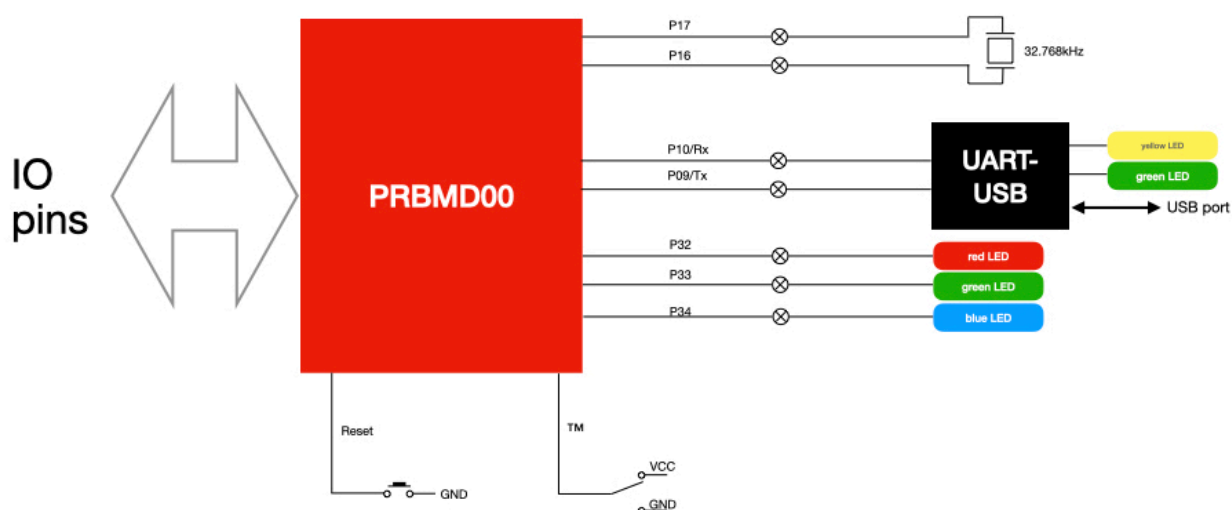 P17
P16
32.768kHz
IO
pins
PRBMD00
P10/Rx
P09/Tx
UART-
USB
yellow LED
green LED
USB port
P32
red LED
P33
green LED
P34
blue LED
Reset
GND
TM
VCC
GND